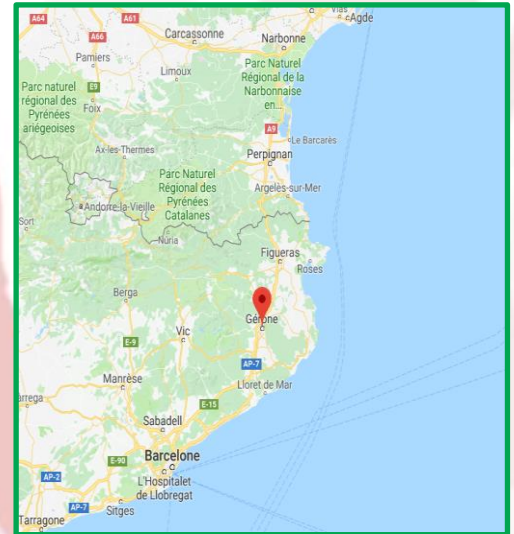 A64
A61
Carcassonne
Narbonne
Agde
A66
Pamiers
Limoux
Parc Naturel
Régional de la
Narbonnaise
en...
Parc naturel
régional des
Pyrénées
ariégeoises
E9
Foix
A9
Le Barcarès
Ax-les-Thermes
Perpignan
Parc Naturel
Régional des
Pyrénées
Catalanes
Argelès-sur-Mer
Andorre-la-Vieille
Sort
Núria
Figueras
Roses
Berga
Gérone
Vic
E-9
AP-7
Manrèse
Lloret de Mar
arrega
E-15
Sabadell
E-90
Barcelone
AP-2
L'Hospitalet
de Llobregat
AP-7
Sitges
Tarragone